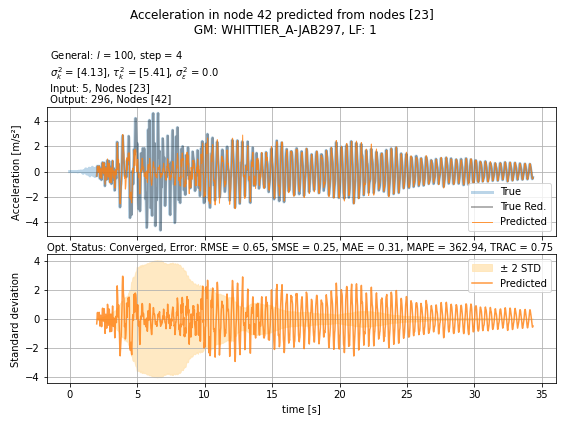 Acceleration in node 42 predicted from nodes [23]
GM: WHITTIER_A-JAB297, LF: 1
General: l = 100, step = 4
σ²ₖ = [4.13], τ²ₖ = [5.41], σ²ε = 0.0
Input: 5, Nodes [23]
Output: 296, Nodes [42]
Acceleration [m/s²]
4
2
0
−2
−4
True
True Red.
Predicted
Opt. Status: Converged, Error: RMSE = 0.65, SMSE = 0.25, MAE = 0.31, MAPE = 362.94, TRAC = 0.75
Standard deviation
4
2
0
−2
−4
± 2 STD
Predicted
0 5 10 15 20 25 30 35
time [s]